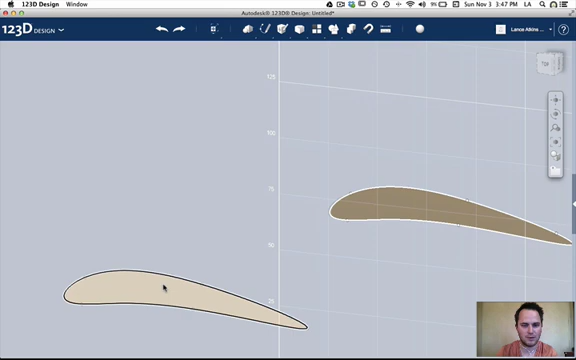 123D Design Window
9% Sun Nov 3 3:47 PM LA
Autodesk® 123D® Design: Untitled*
123D DESIGN
Lance Atkins ...
125
100
75
50
25